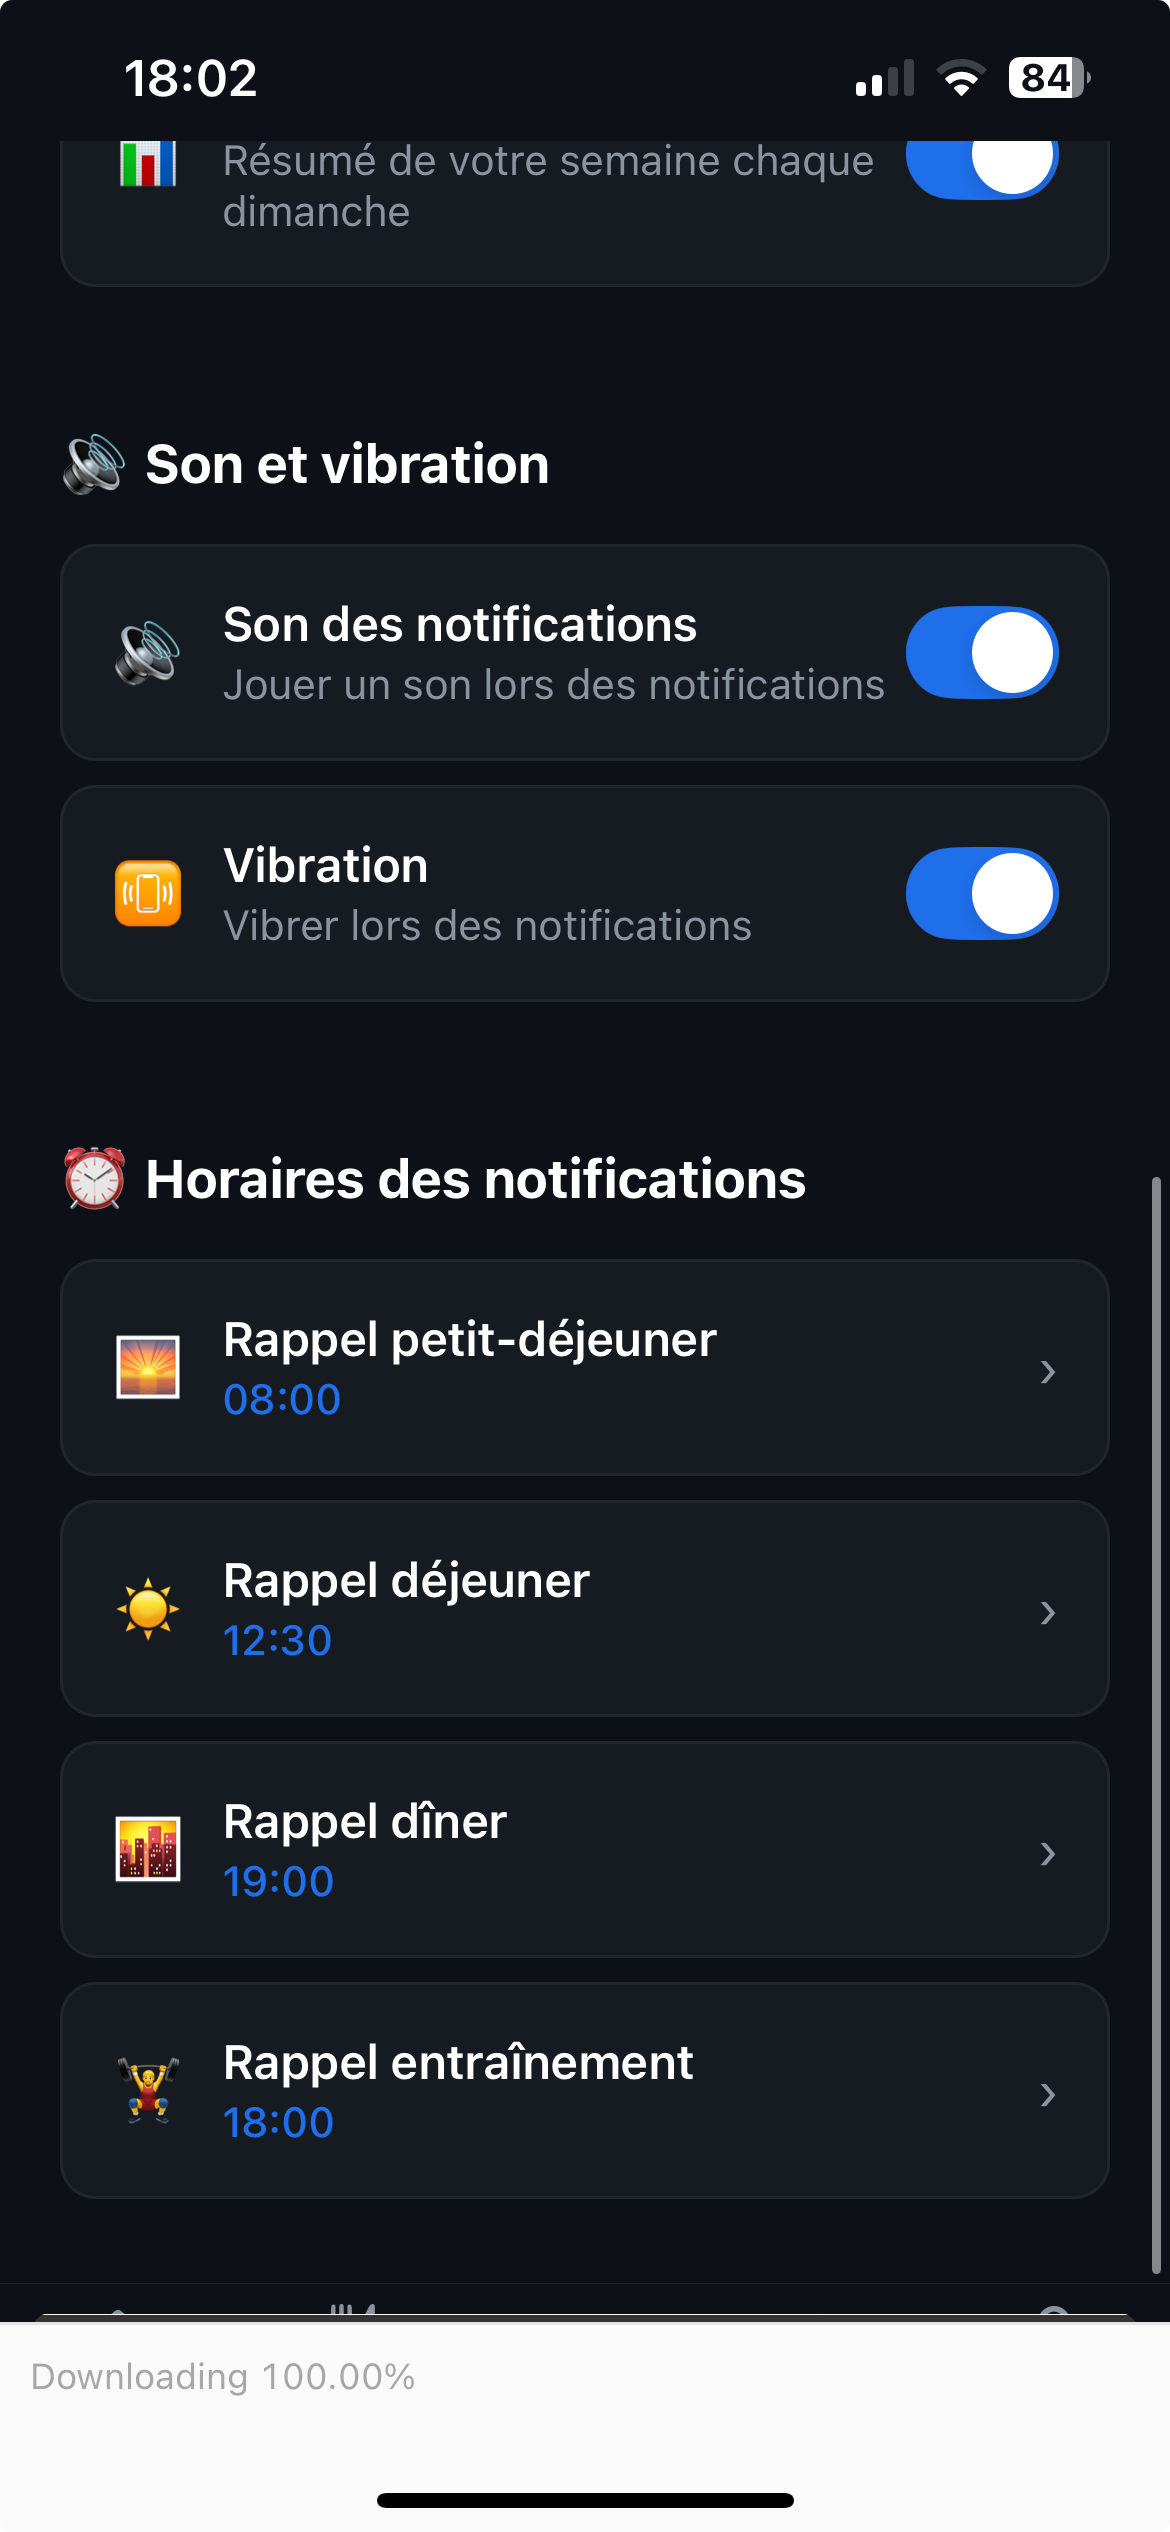 18:02
84
Résumé de votre semaine chaque
dimanche
Son et vibration
Son des notifications
Jouer un son lors des notifications
Vibration
Vibrer lors des notifications
Horaires des notifications
Rappel petit-déjeuner
08:00
Rappel déjeuner
12:30
Rappel dîner
19:00
Rappel entraînement
18:00
Downloading 100.00%